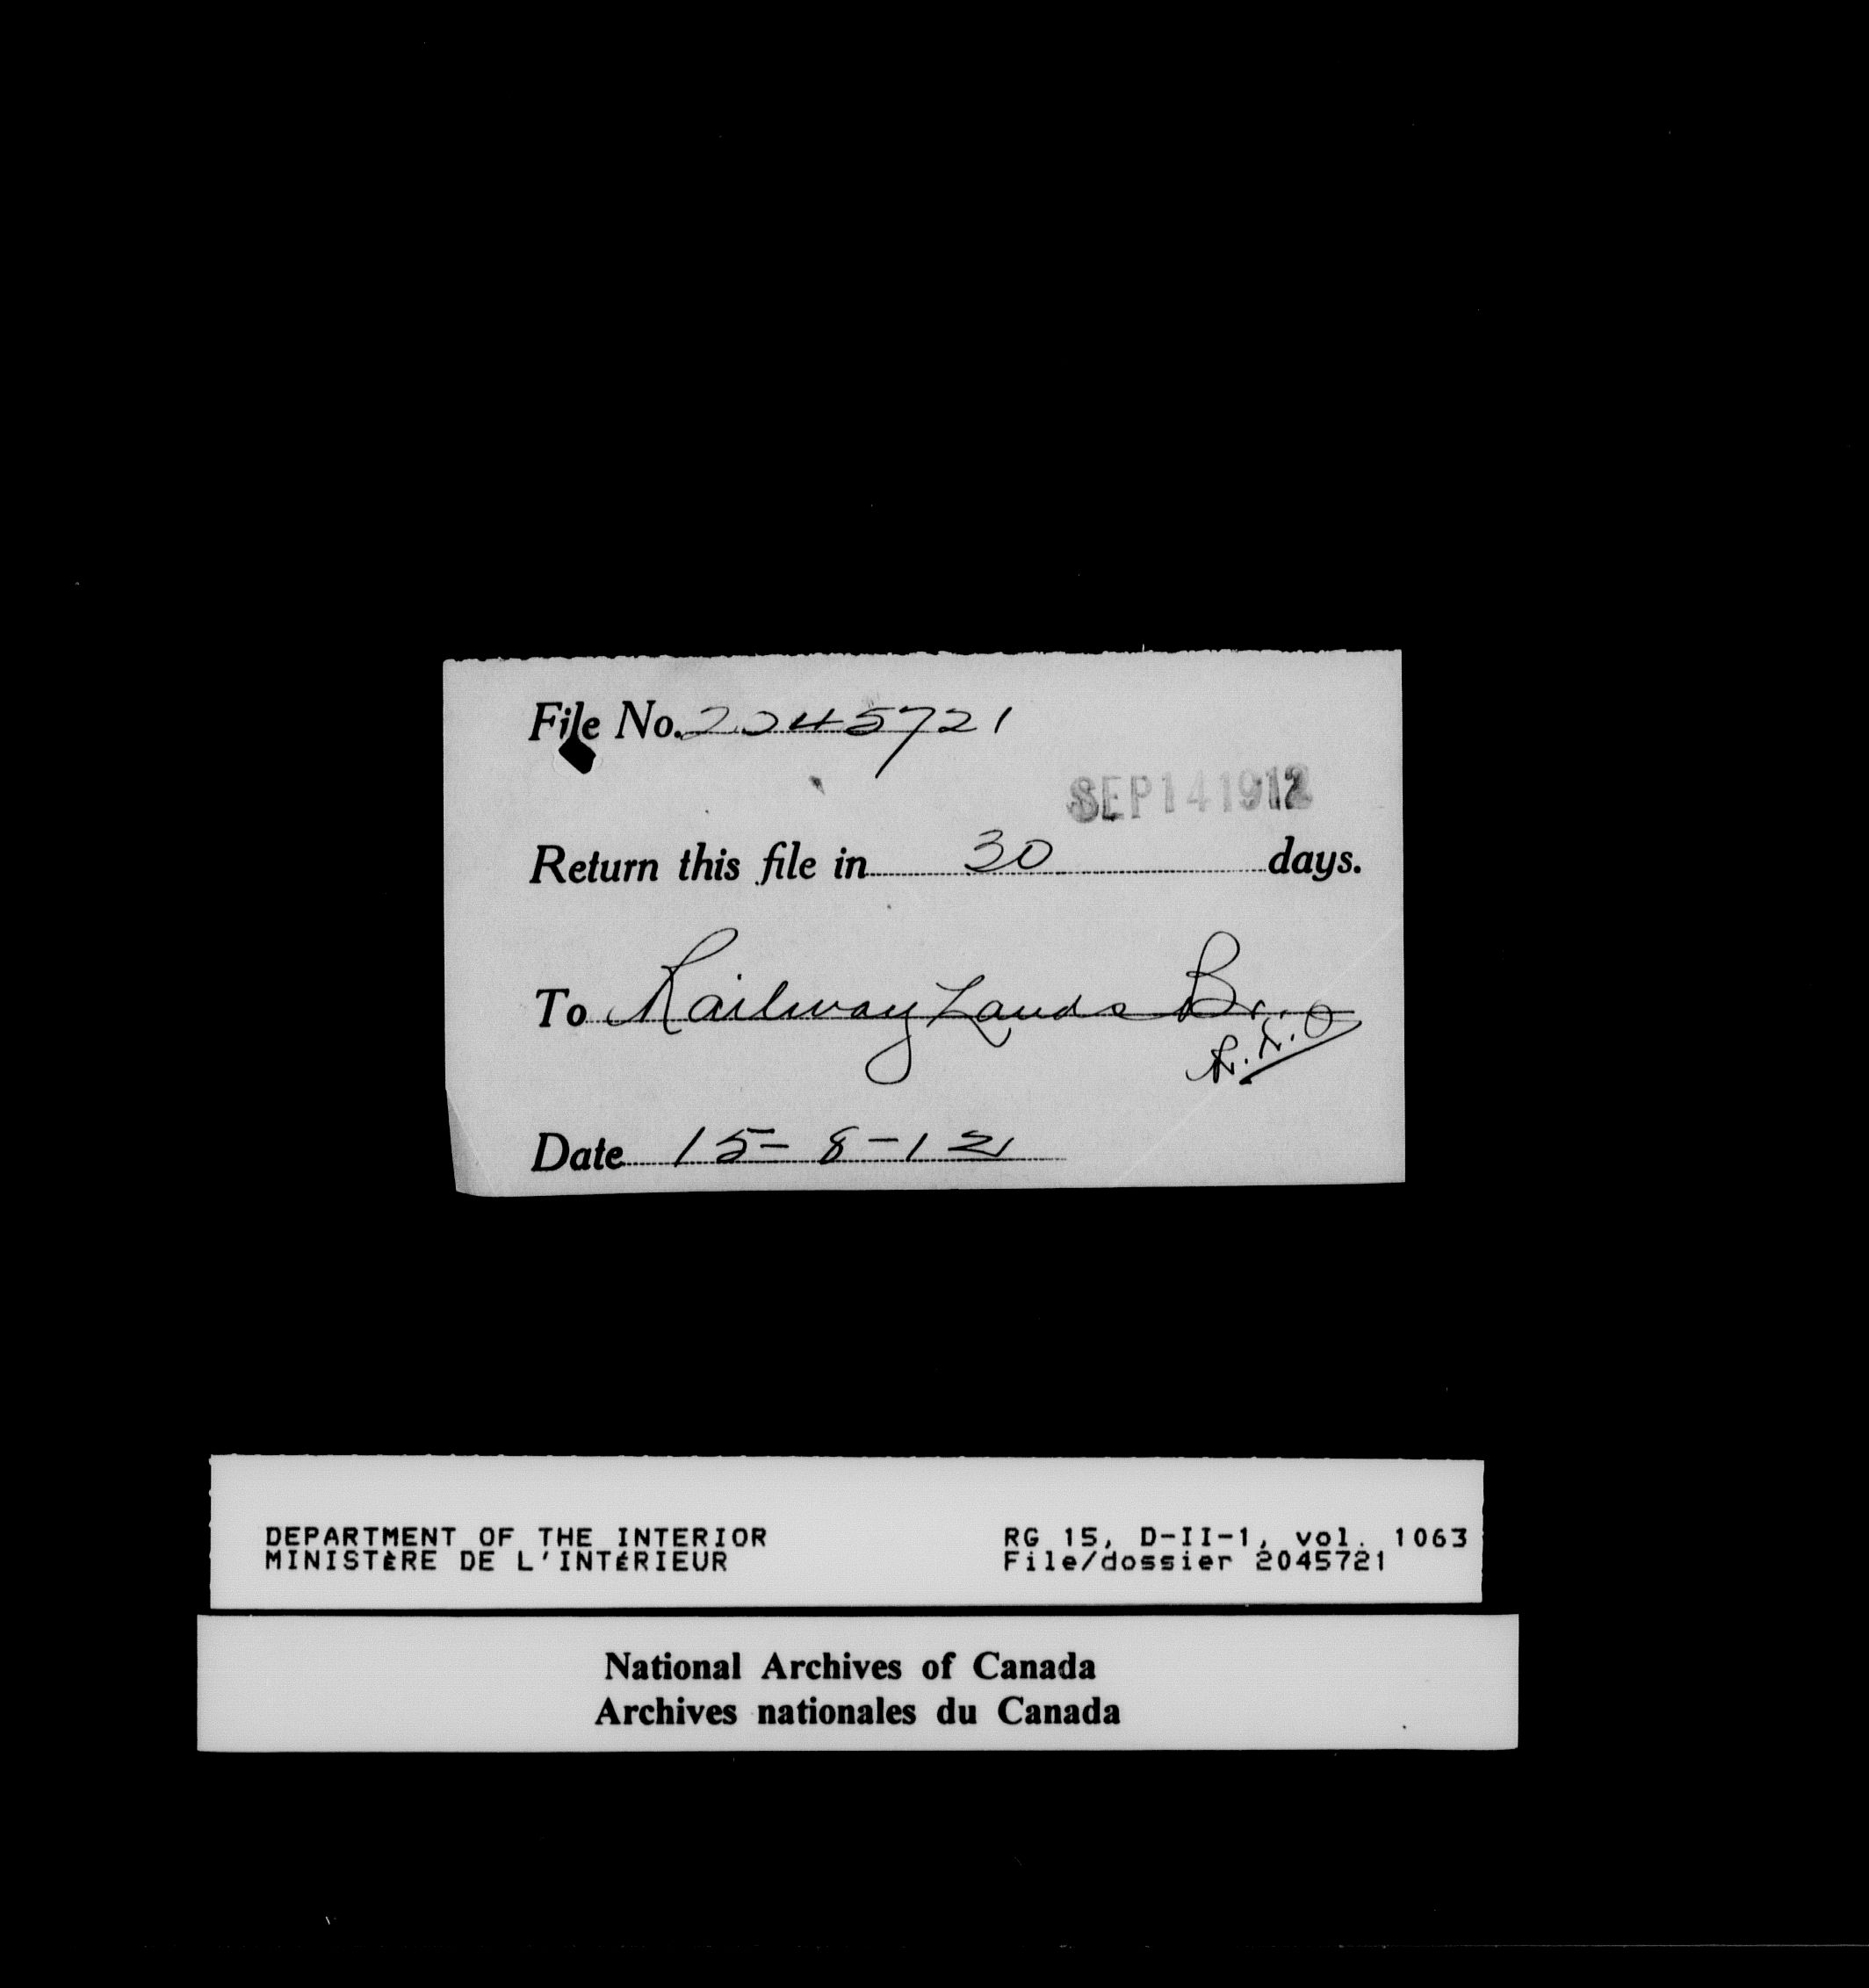 File No. 2045721
SEP 14 1912
Return this file in 30 days.
To Railway Lands Br.
Date 15-8-12
DEPARTMENT OF THE INTERIOR
MINISTÈRE DE L'INTÉRIEUR
RG 15, D-II-1, vol. 1063
File/dossier 2045721
National Archives of Canada
Archives nationales du Canada